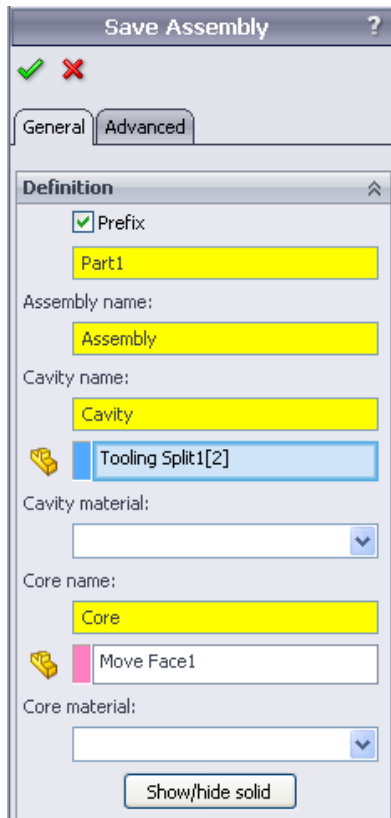 Save Assembly ?
General Advanced
Definition
Prefix
Part1
Assembly name:
Assembly
Cavity name:
Cavity
Tooling Split1[2]
Cavity material:
Core name:
Core
Move Face1
Core material:
Show/hide solid